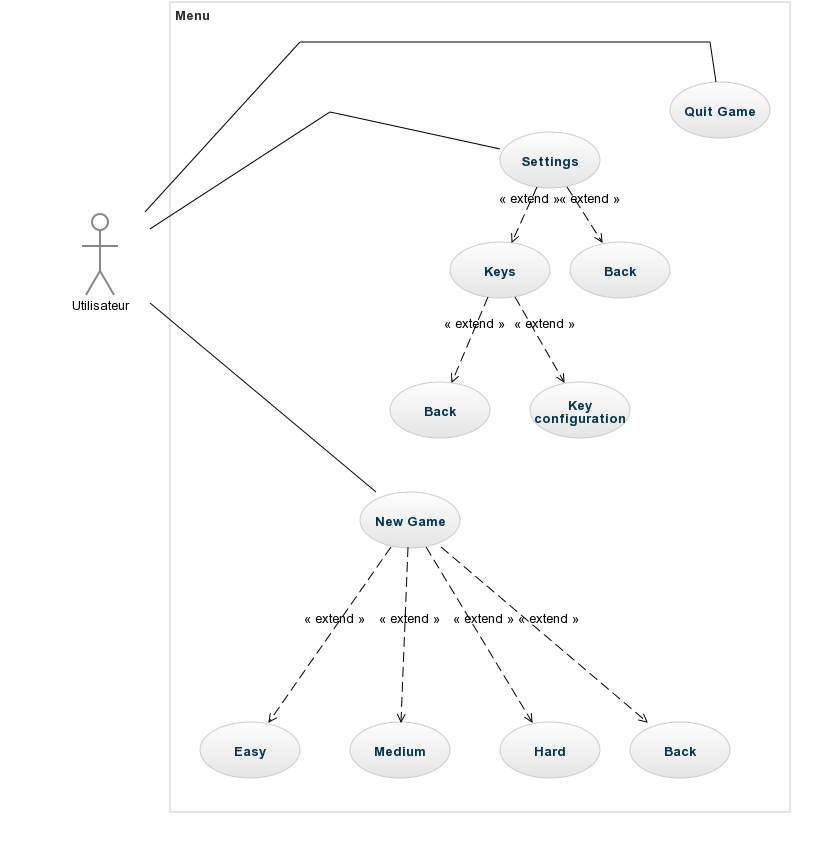 Menu
Quit Game
Settings
« extend »
« extend »
Keys
Back
Utilisateur
« extend »
« extend »
Back
Key
configuration
New Game
« extend »
« extend »
« extend »
« extend »
Easy
Medium
Hard
Back